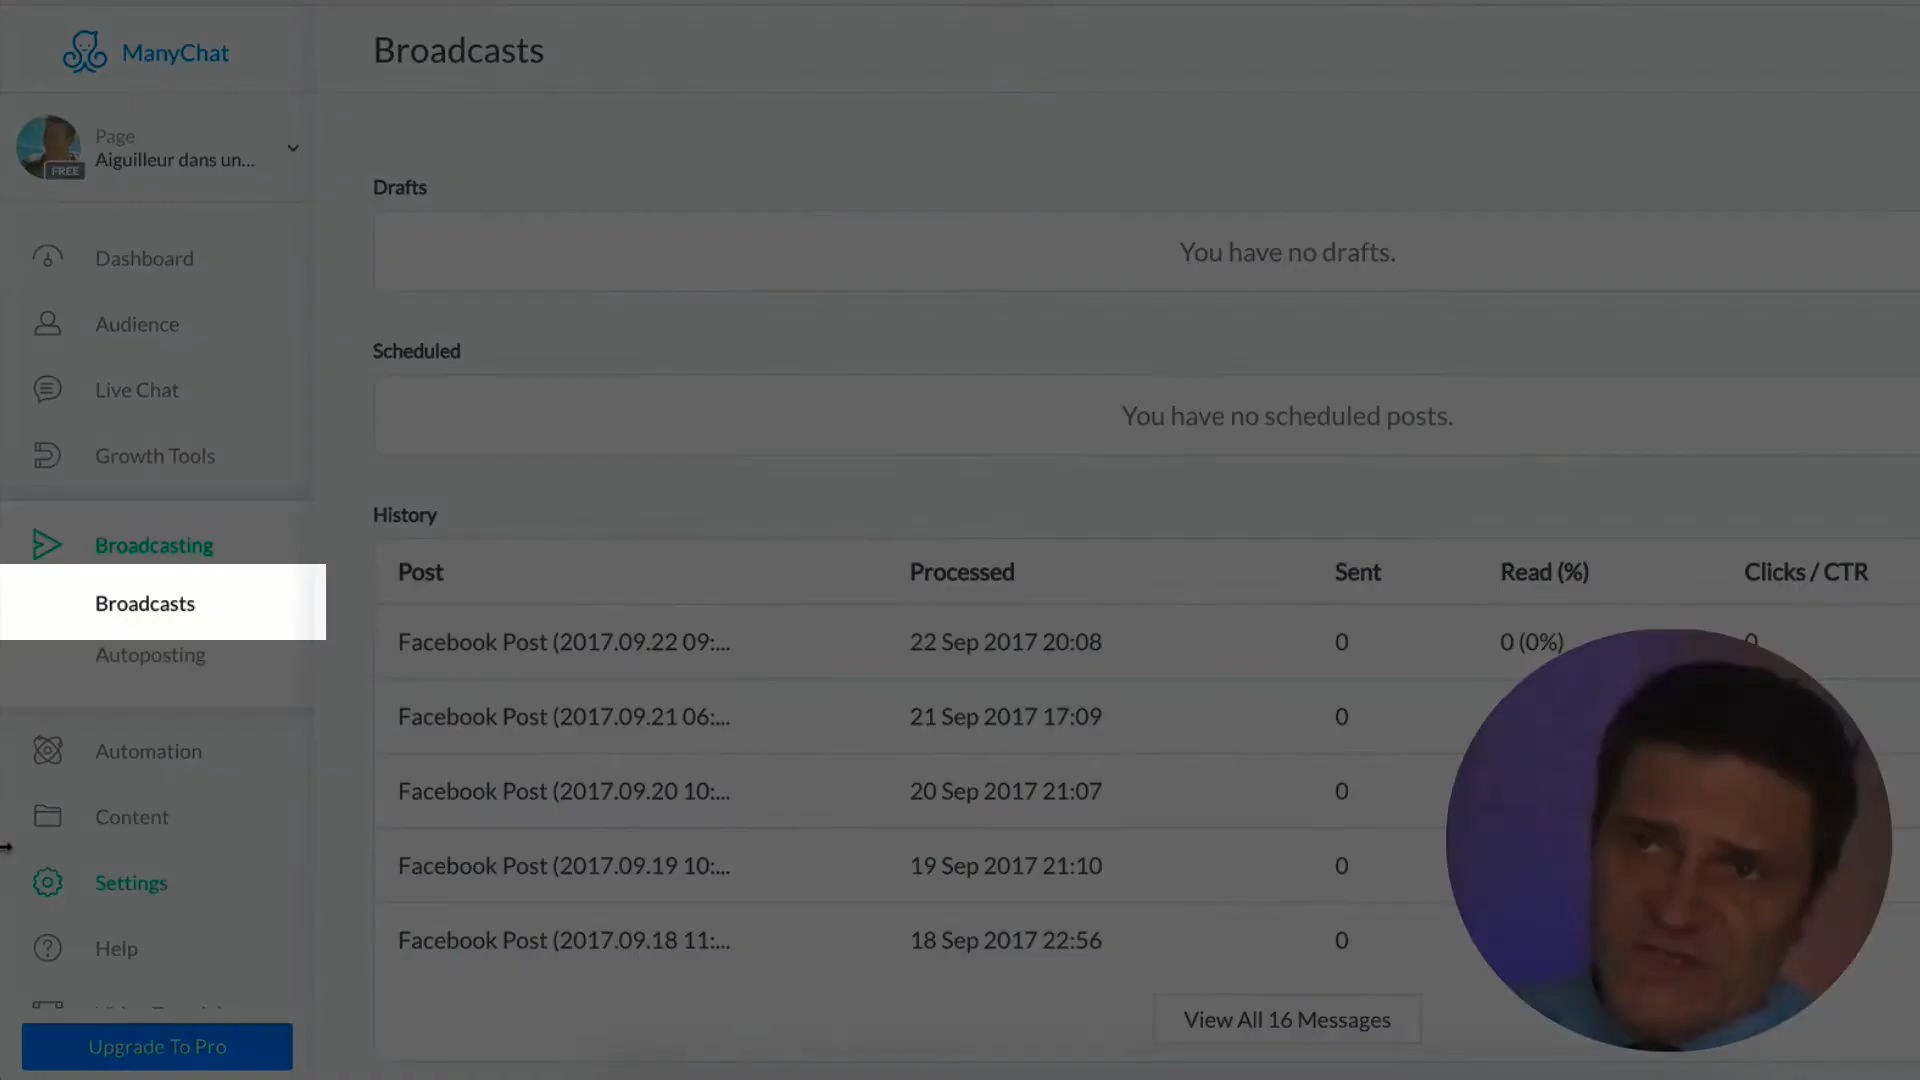 ManyChat
Broadcasts
Page
Aiguilleur dans un...
FREE
Dashboard
Audience
Live Chat
Growth Tools
Broadcasting
Broadcasts
Autoposting
Automation
Content
Settings
Help
Upgrade To Pro
Drafts
You have no drafts.
Scheduled
You have no scheduled posts.
History
Post Processed Sent Read (%) Clicks / CTR
Facebook Post (2017.09.22 09:... 22 Sep 2017 20:08 0 0 (0%) 0
Facebook Post (2017.09.21 06:... 21 Sep 2017 17:09 0
Facebook Post (2017.09.20 10:... 20 Sep 2017 21:07 0
Facebook Post (2017.09.19 10:... 19 Sep 2017 21:10 0
Facebook Post (2017.09.18 11:... 18 Sep 2017 22:56 0
View All 16 Messages